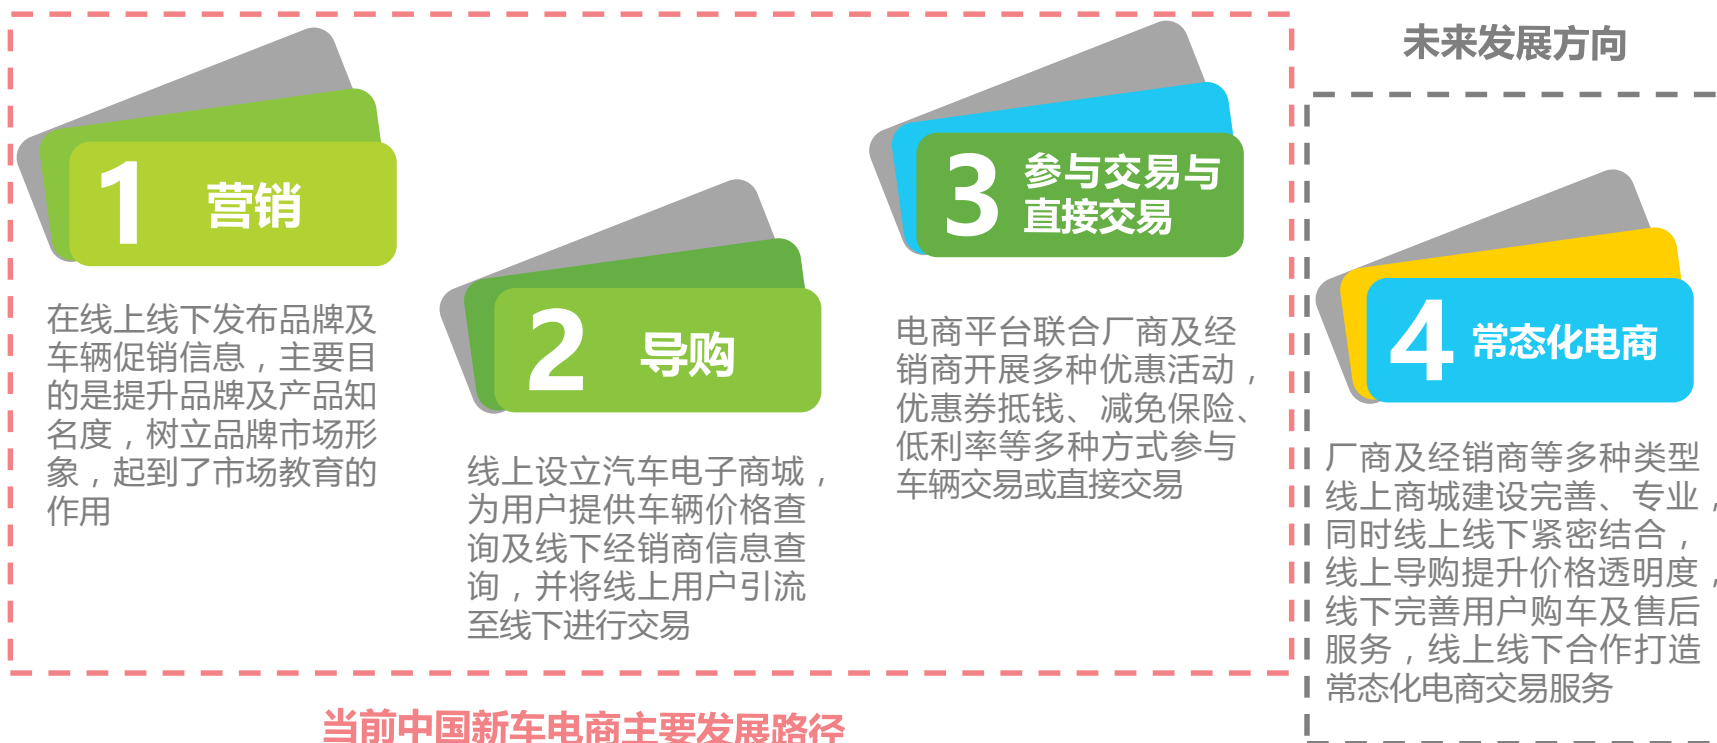 未来发展方向
1 营销
在线上线下发布品牌及
车辆促销信息，主要目
的是提升品牌及产品知
名度，树立品牌市场形
象，起到了市场教育的
作用
2 导购
线上设立汽车电子商城，
为用户提供车辆价格查
询及线下经销商信息查
询，并将线上用户引流
至线下进行交易
3 参与交易与
直接交易
电商平台联合厂商及经
销商开展多种优惠活动，
优惠券抵钱、减免保险、
低利率等多种方式参与
车辆交易或直接交易
4 常态化电商
厂商及经销商等多种类型
线上商城建设完善、专业，
同时线上线下紧密结合，
线上导购提升价格透明度，
线下完善用户购车及售后
服务，线上线下合作打造
常态化电商交易服务
当前中国新车电商主要发展路径